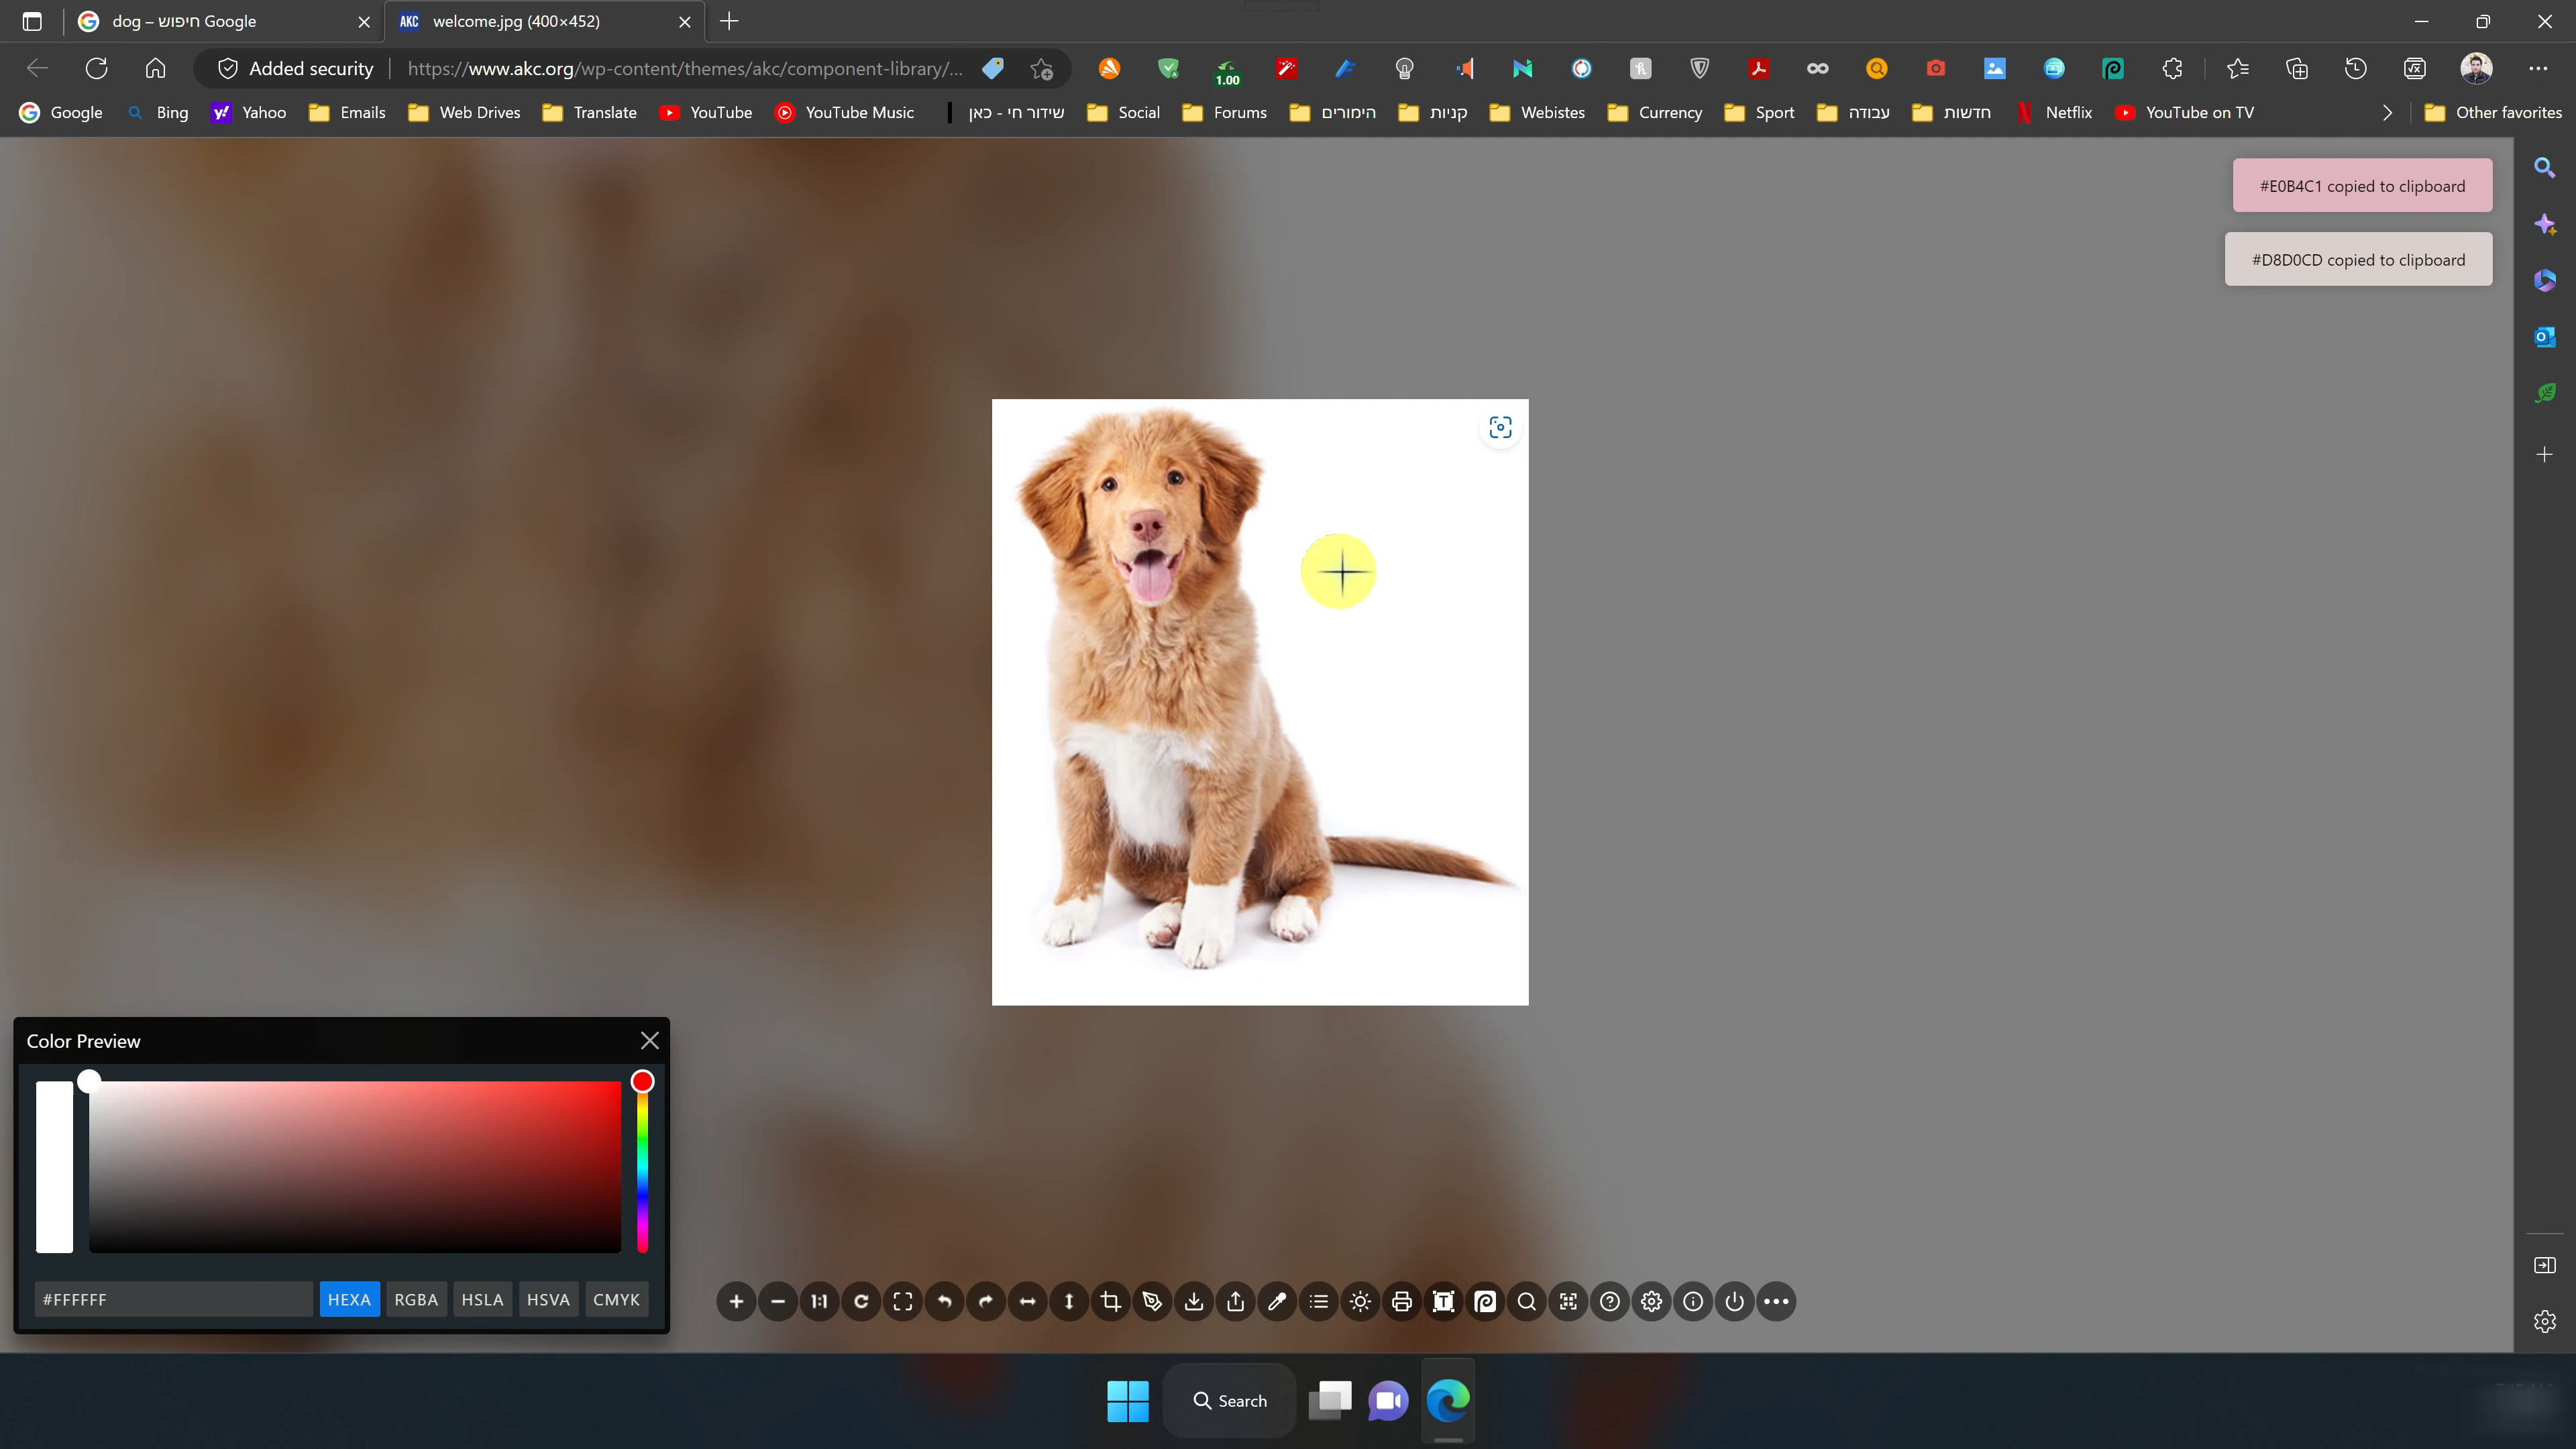 dog – חיפוש Google
AKC welcome.jpg (400×452)
Added security https://www.akc.org/wp-content/themes/akc/component-library/...
1.00
Google Bing Yahoo Emails Web Drives Translate YouTube YouTube Music שידור חי - כאן Social Forums הימורים קניות Webistes Currency Sport עבודה חדשות Netflix YouTube on TV Other favorites
#E0B4C1 copied to clipboard
#D8D0CD copied to clipboard
Color Preview
#FFFFFF HEXA RGBA HSLA HSVA CMYK
1:1
Search